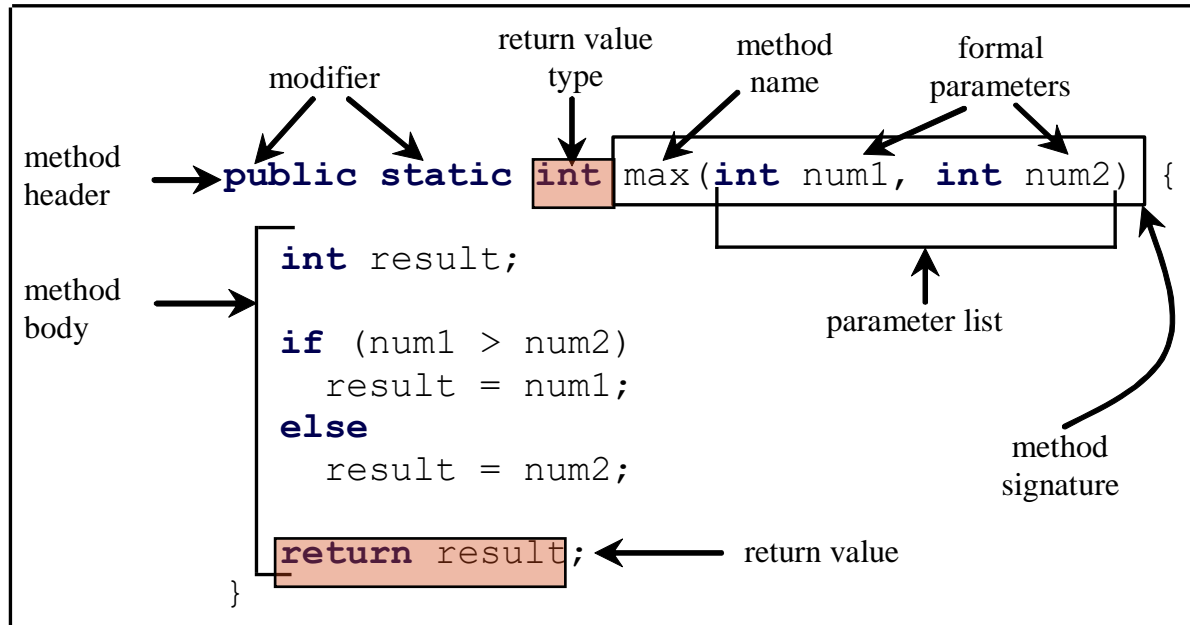 return value
type
method
name
formal
parameters
modifier
method
header
public static int max(int num1, int num2) {
int result;
method
body
parameter list
if (num1 > num2)
result = num1;
else
result = num2;
method
signature
return result;
return value
}